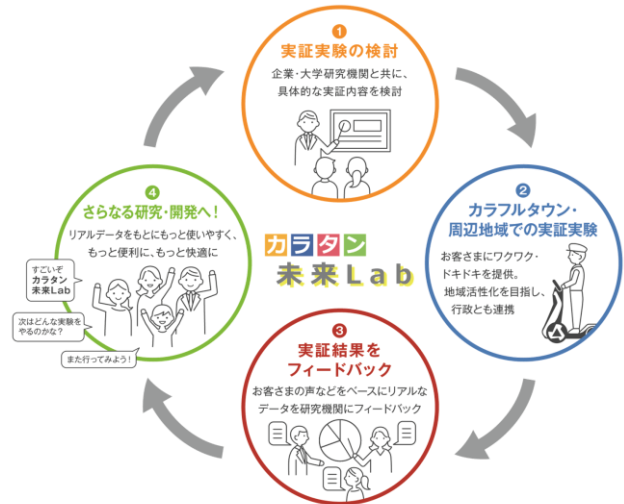 ❶
実証実験の検討
企業・大学研究機関と共に、
具体的な実証内容を検討
❷
カラフルタウン・
周辺地域での実証実験
お客さまにワクワク・
ドキドキを提供。
地域活性化を目指し、
行政とも連携
❸
実証結果を
フィードバック
お客さまの声などをベースにリアルな
データを研究機関にフィードバック
❹
さらなる研究・開発へ!
リアルデータをもとにもっと使いやすく、
もっと便利に、もっと快適に
すごいぞ
カラタン
未来Lab
次はどんな実験を
やるのかな?
また行ってみよう!
カラタン
未来Lab